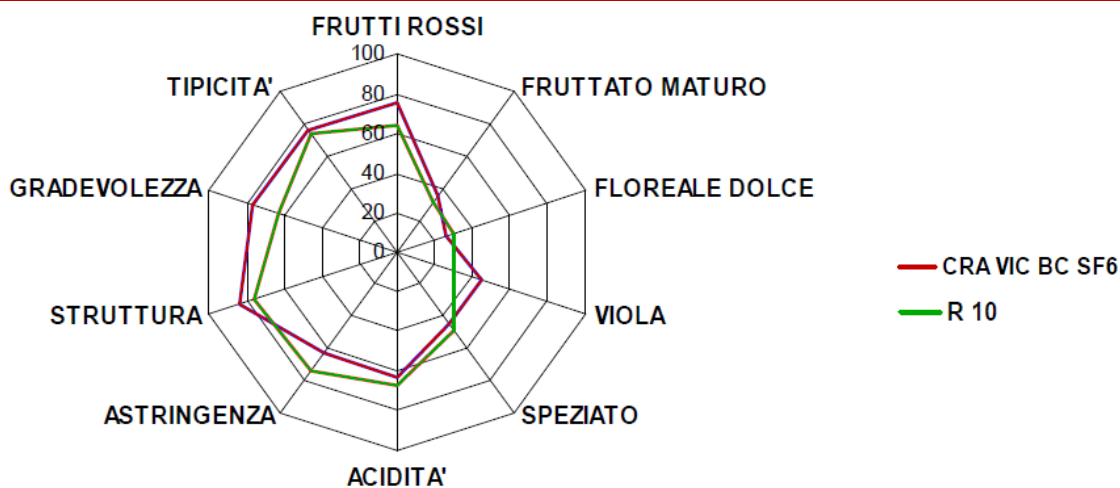 FRUTTI ROSSI
100
TIPICITA'
FRUTTATO MATURO
80
60
40
GRADEVOLEZZA
FLOREALE DOLCE
20
0
CRA VIC BC SF6
R 10
STRUTTURA
VIOLA
ASTRINGENZA
SPEZIATO
ACIDITA'